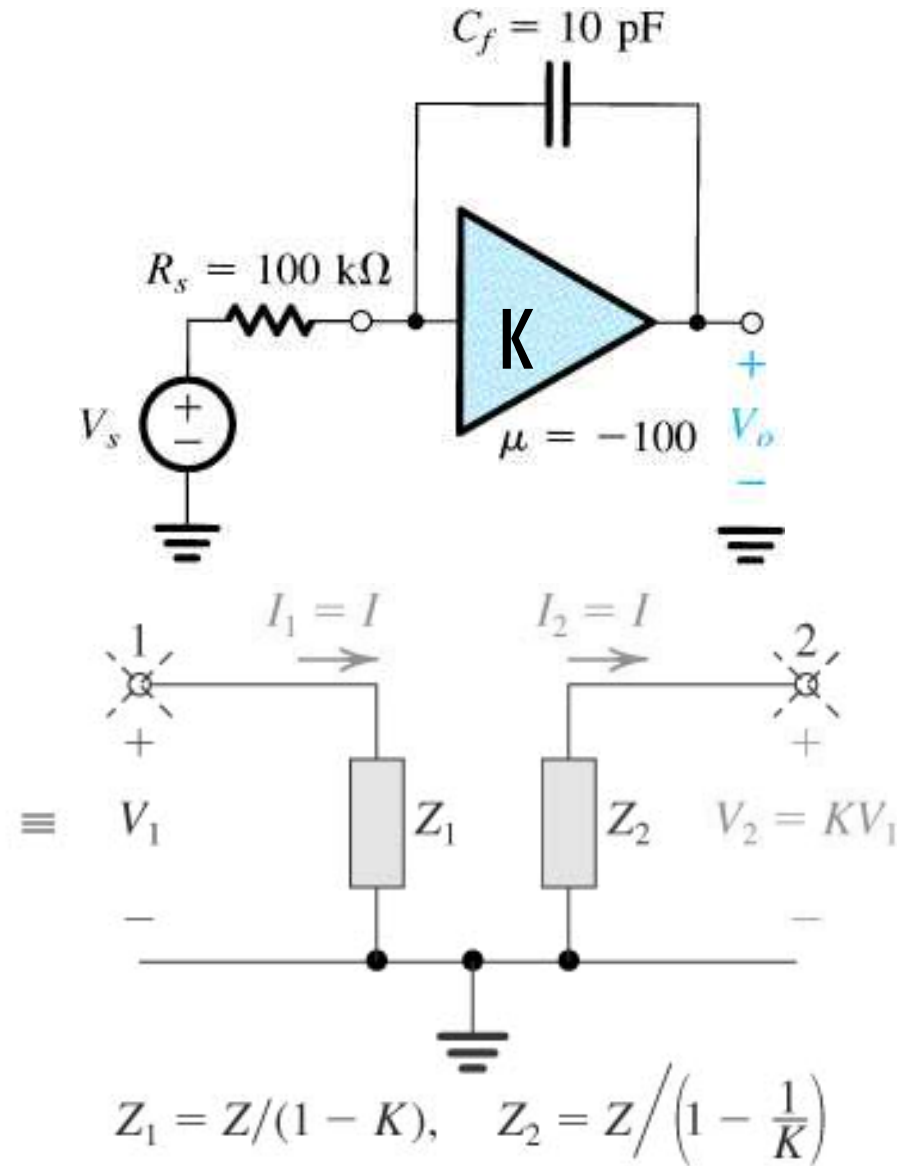 C_f = 10 pF
R_s = 100 kΩ
K
V_s
+
−
μ = −100
+
V_o
−
I_1 = I
I_2 = I
1
2
+
+
≡ V_1
Z_1
Z_2
V_2 = KV_1
−
−
Z_1 = Z/(1 − K), Z_2 = Z/(1 − 1/K)